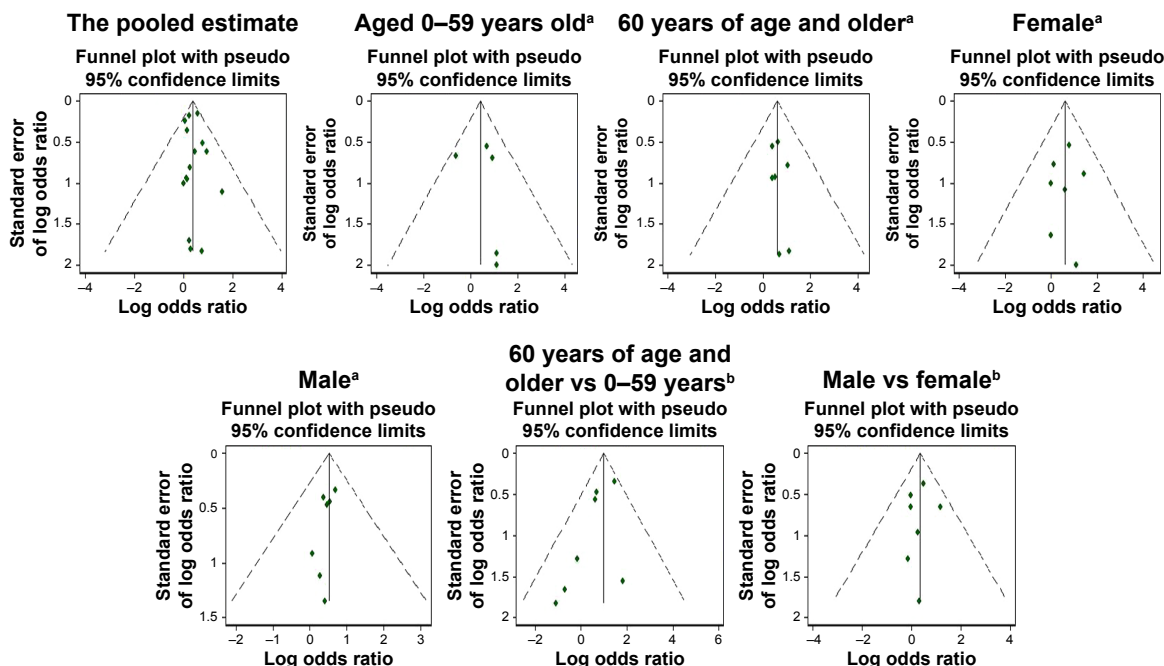 The pooled estimate
Funnel plot with pseudo
95% confidence limits
Standard error
of log odds ratio
0
0.5
1
1.5
2
–4 –2 0 2 4
Log odds ratio
Aged 0–59 years oldᵃ
Funnel plot with pseudo
95% confidence limits
Standard error
of log odds ratio
0
0.5
1
1.5
2
–4 –2 0 2 4
Log odds ratio
60 years of age and olderᵃ
Funnel plot with pseudo
95% confidence limits
Standard error
of log odds ratio
0
0.5
1
1.5
2
–4 –2 0 2 4
Log odds ratio
Femaleᵃ
Funnel plot with pseudo
95% confidence limits
Standard error
of log odds ratio
0
0.5
1
1.5
2
–4 –2 0 2 4
Log odds ratio
Maleᵃ
Funnel plot with pseudo
95% confidence limits
Standard error
of log odds ratio
0
0.5
1
1.5
–2 –1 0 1 2 3
Log odds ratio
60 years of age and
older vs 0–59 yearsᵇ
Funnel plot with pseudo
95% confidence limits
Standard error
of log odds ratio
0
0.5
1
1.5
2
–2 0 2 4 6
Log odds ratio
Male vs femaleᵇ
Funnel plot with pseudo
95% confidence limits
Standard error
of log odds ratio
0
0.5
1
1.5
2
–4 –2 0 2 4
Log odds ratio